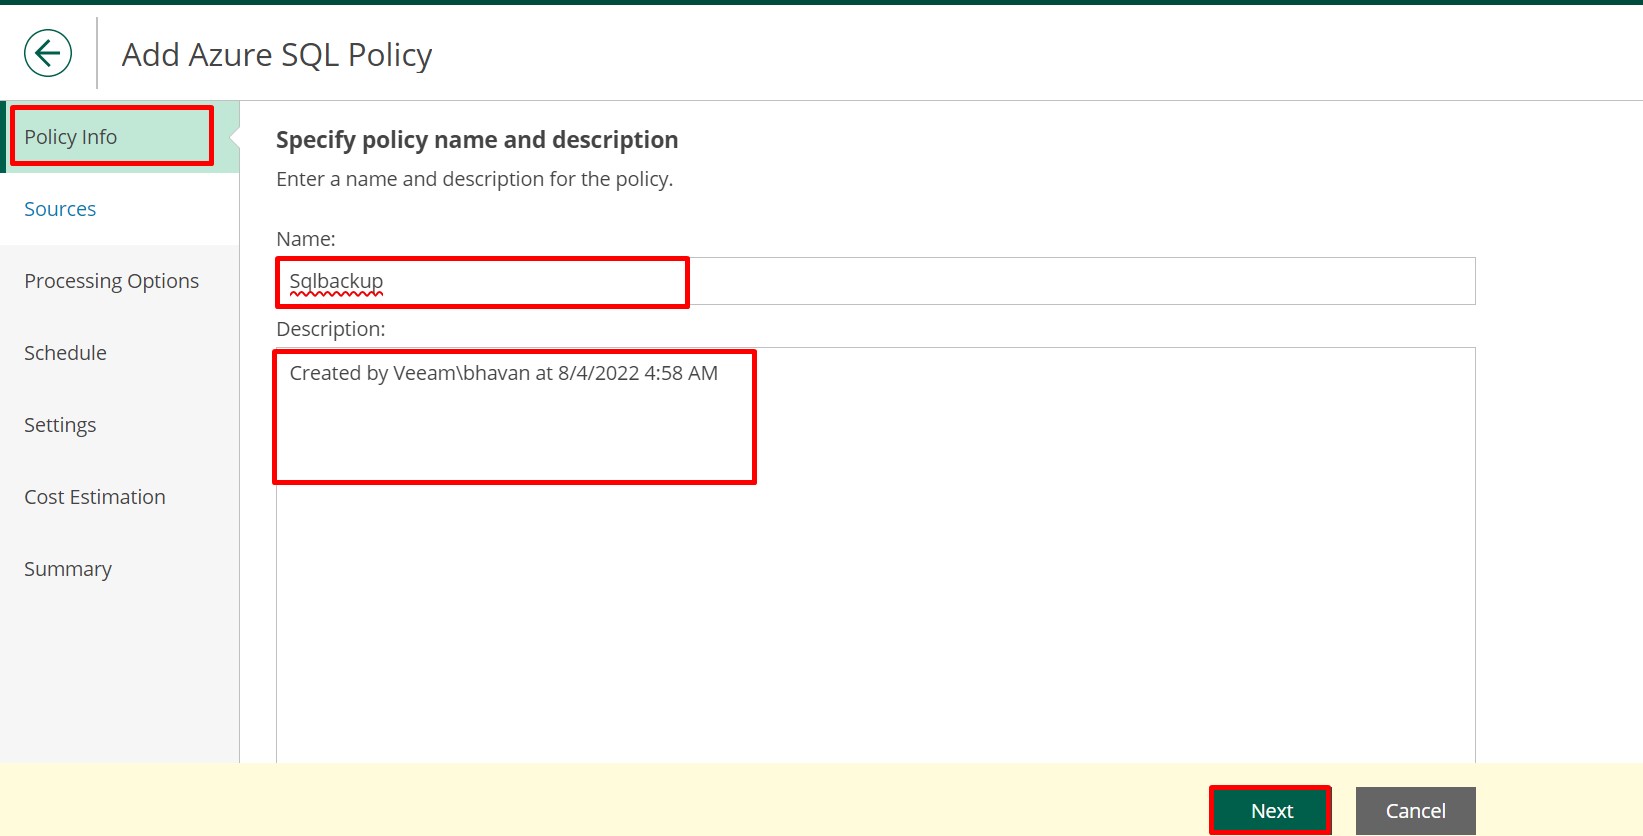 Add Azure SQL Policy
Policy Info
Sources
Processing Options
Schedule
Settings
Cost Estimation
Summary
Specify policy name and description
Enter a name and description for the policy.
Name:
Sqlbackup
Description:
Created by Veeam\bhavan at 8/4/2022 4:58 AM
Next
Cancel